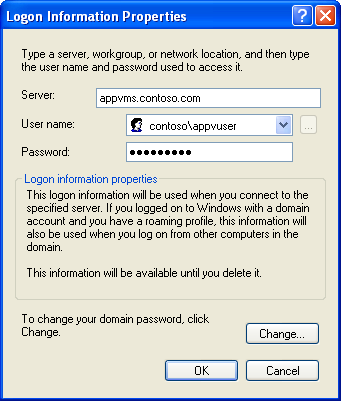 Logon Information Properties
Type a server, workgroup, or network location, and then type
the user name and password used to access it.
Server:
appvms.contoso.com
User name:
contoso\appvuser
...
Password:
●●●●●●●●●
Logon information properties
This logon information will be used when you connect to the
specified server. If you logged on to Windows with a domain
account and you have a roaming profile, this information will
also be used when you log on from other computers in the
domain.
This information will be available until you delete it.
To change your domain password, click
Change.
Change...
OK
Cancel